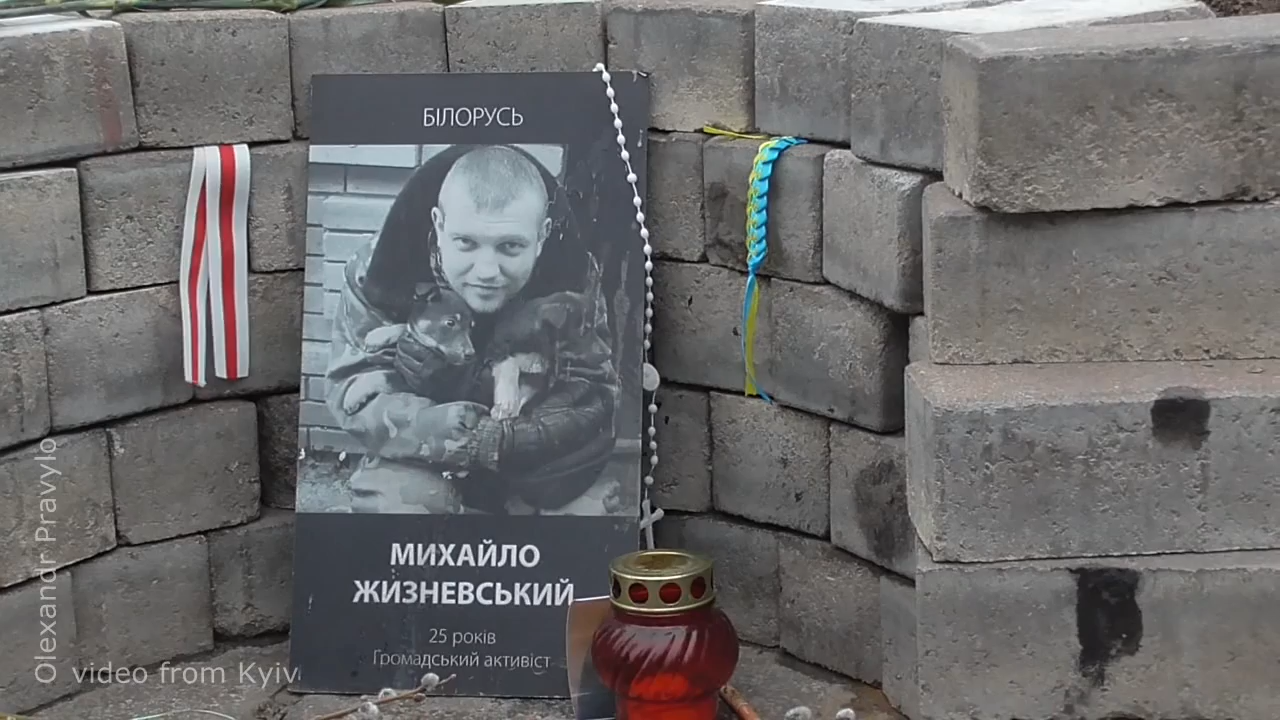 БІЛОРУСЬ
МИХАЙЛО
ЖИЗНЕВСЬКИЙ
25 років
Громадський активіст
Olexandr Pravylo
video from Kyiv